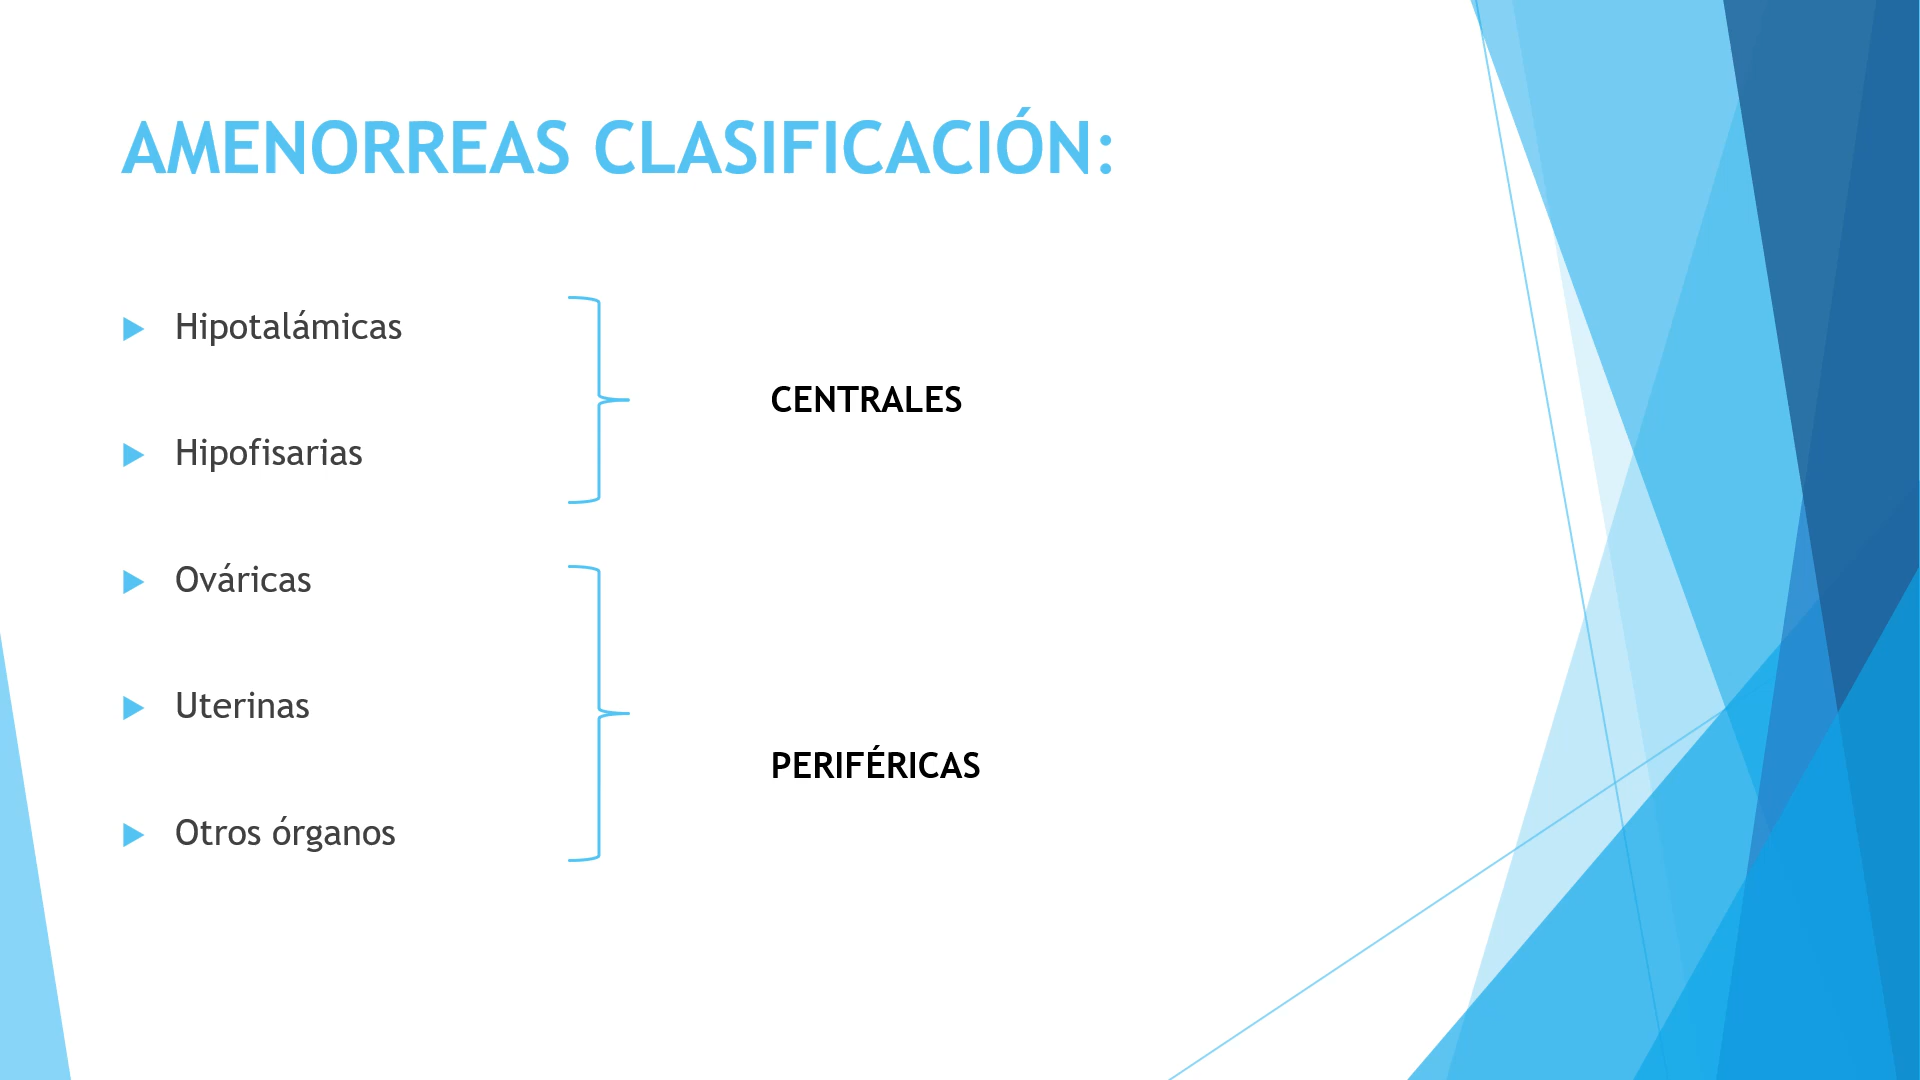 AMENORREAS CLASIFICACIÓN:
Hipotalámicas
CENTRALES
Hipofisarias
Ováricas
Uterinas
PERIFÉRICAS
Otros órganos